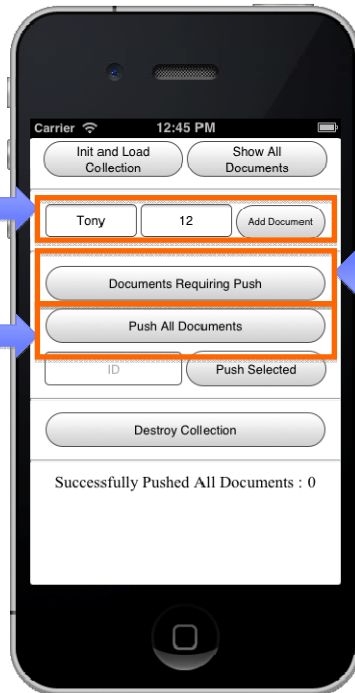 Carrier 12:45 PM
Init and Load Show All
Collection Documents
Tony 12 Add Document
Documents Requiring Push
Push All Documents
ID Push Selected
Destroy Collection
Successfully Pushed All Documents : 0